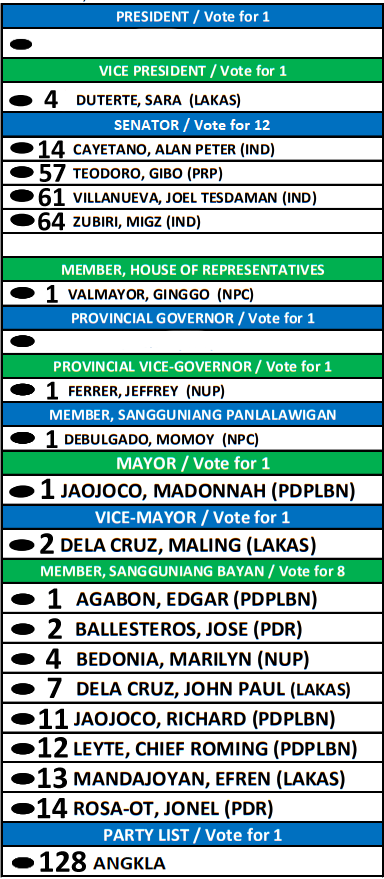 PRESIDENT / Vote for 1
VICE PRESIDENT / Vote for 1
4 DUTERTE, SARA (LAKAS)
SENATOR / Vote for 12
14 CAYETANO, ALAN PETER (IND)
57 TEODORO, GIBO (PRP)
61 VILLANUEVA, JOEL TESDAMAN (IND)
64 ZUBIRI, MIGZ (IND)
MEMBER, HOUSE OF REPRESENTATIVES
1 VALMAYOR, GINGGO (NPC)
PROVINCIAL GOVERNOR / Vote for 1
PROVINCIAL VICE-GOVERNOR / Vote for 1
1 FERRER, JEFFREY (NUP)
MEMBER, SANGGUNIANG PANLALAWIGAN
1 DEBULGADO, MOMOY (NPC)
MAYOR / Vote for 1
1 JAOJOCO, MADONNAH (PDPLBN)
VICE-MAYOR / Vote for 1
2 DELA CRUZ, MALING (LAKAS)
MEMBER, SANGGUNIANG BAYAN / Vote for 8
1 AGABON, EDGAR (PDPLBN)
2 BALLESTEROS, JOSE (PDR)
4 BEDONIA, MARILYN (NUP)
7 DELA CRUZ, JOHN PAUL (LAKAS)
11 JAOJOCO, RICHARD (PDPLBN)
12 LEYTE, CHIEF ROMING (PDPLBN)
13 MANDAJOYAN, EFREN (LAKAS)
14 ROSA-OT, JONEL (PDR)
PARTY LIST / Vote for 1
128 ANGKLA